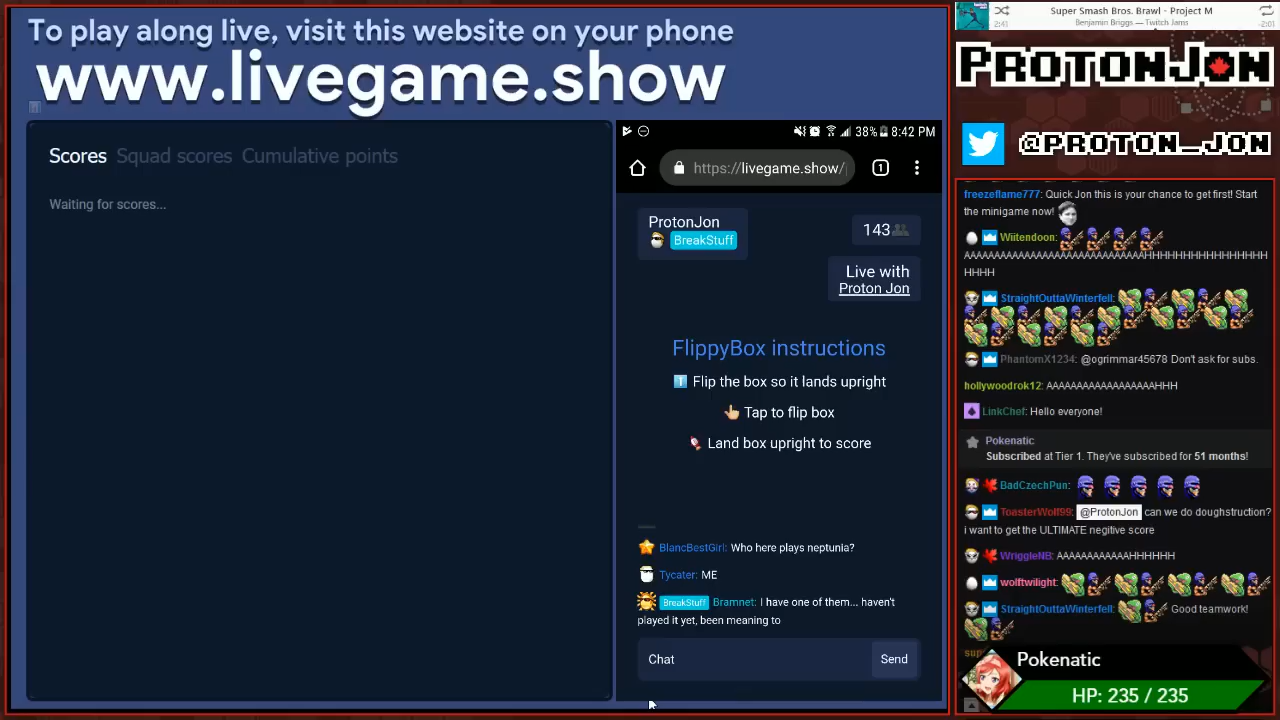 To play along live, visit this website on your phone
www.livegame.show
Scores Squad scores Cumulative points
Waiting for scores...
38% 8:42 PM
https://livegame.show/
1
ProtonJon
BreakStuff
143
Live with
Proton Jon
FlippyBox instructions
Flip the box so it lands upright
Tap to flip box
Land box upright to score
BlancBestGirl: Who here plays neptunia?
Tycater: ME
BreakStuff Bramnet: I have one of them... haven't
played it yet, been meaning to
Chat
Send
Super Smash Bros. Brawl - Project M
Benjamin Briggs — Twitch Jams
2:41
-2:01
PROTONJON
@PROTON_JON
freezeflame777: Quick Jon this is your chance to get first! Start
the minigame now!
Wiitendoon:
AAAAAAAAAAAAAAAAAAAAAAAAAAAAHHHHHHHHHHHHHHHHH
HHHH
StraightOuttaWinterfell:
PhantomX1234: @ogrimmar45678 Don't ask for subs.
hollywoodrok12: AAAAAAAAAAAAAAAAAAHHH
LinkChef: Hello everyone!
Pokenatic
Subscribed at Tier 1. They've subscribed for 51 months!
BadCzechPun:
ToasterWolf99: @ProtonJon can we do doughstruction?
i want to get the ULTIMATE negitive score
WriggleNB: AAAAAAAAAAAAHHHHHH
wolftwilight:
StraightOuttaWinterfell: Good teamwork!
Pokenatic
HP: 235 / 235